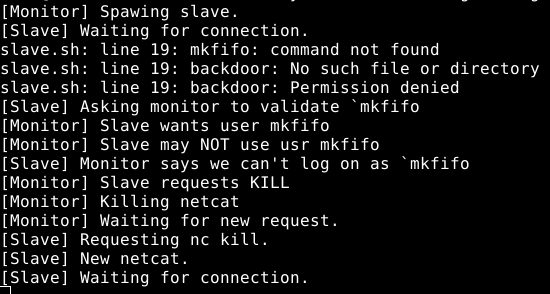 [Monitor] Spawing slave.
[Slave] Waiting for connection.
slave.sh: line 19: mkfifo: command not found
slave.sh: line 19: backdoor: No such file or directory
slave.sh: line 19: backdoor: Permission denied
[Slave] Asking monitor to validate `mkfifo
[Monitor] Slave wants user mkfifo
[Monitor] Slave may NOT use usr mkfifo
[Slave] Monitor says we can't log on as `mkfifo
[Monitor] Slave requests KILL
[Monitor] Killing netcat
[Monitor] Waiting for new request.
[Slave] Requesting nc kill.
[Slave] New netcat.
[Slave] Waiting for connection.